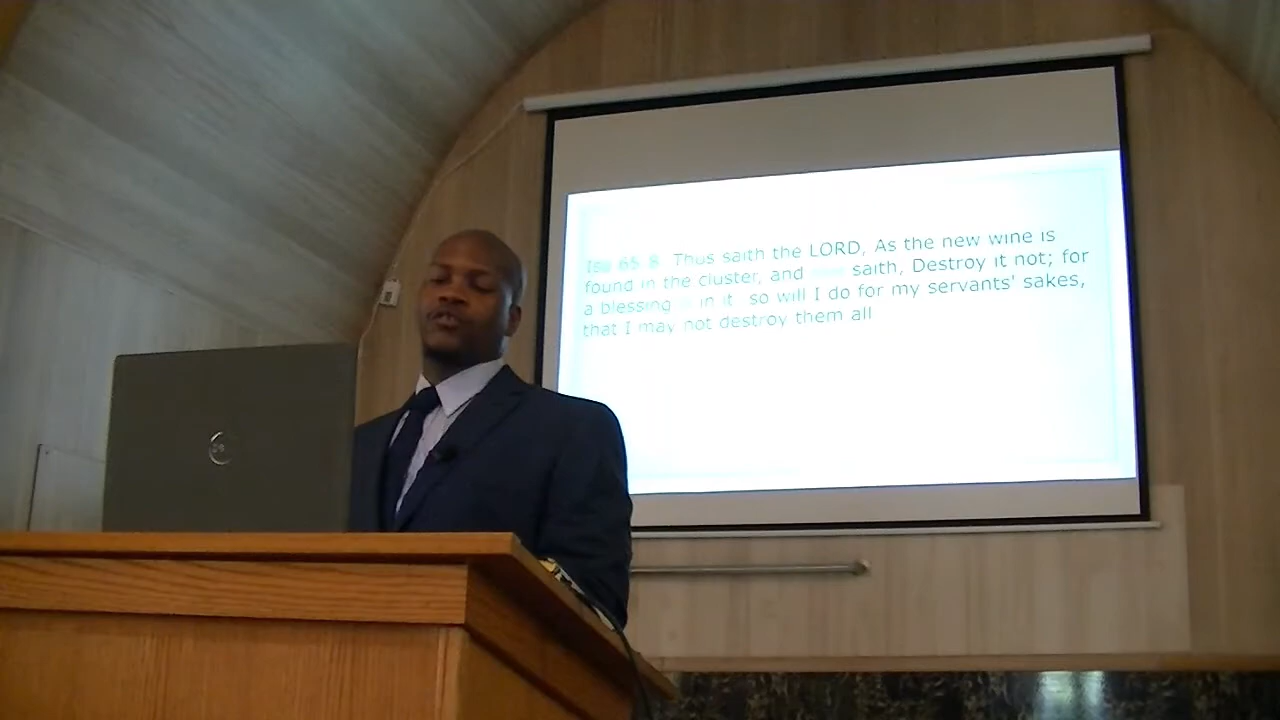 Isa 65 8 Thus saith the LORD, As the new wine is
found in the cluster, and saith, Destroy it not; for
a blessing in it so will I do for my servants' sakes,
that I may not destroy them all